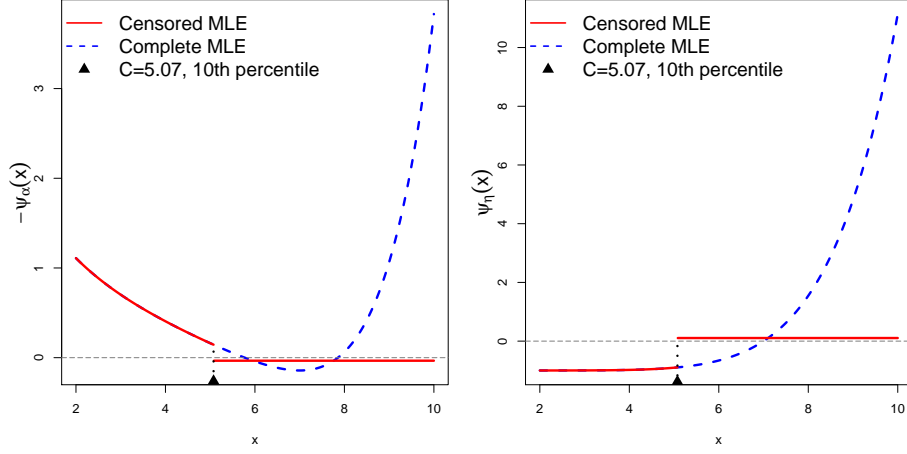 Censored MLE
Complete MLE
C=5.07, 10th percentile
−ψα(x)
3
2
1
0
2 4 6 8 10
x
Censored MLE
Complete MLE
C=5.07, 10th percentile
ψη(x)
10
8
6
4
2
0
2 4 6 8 10
x